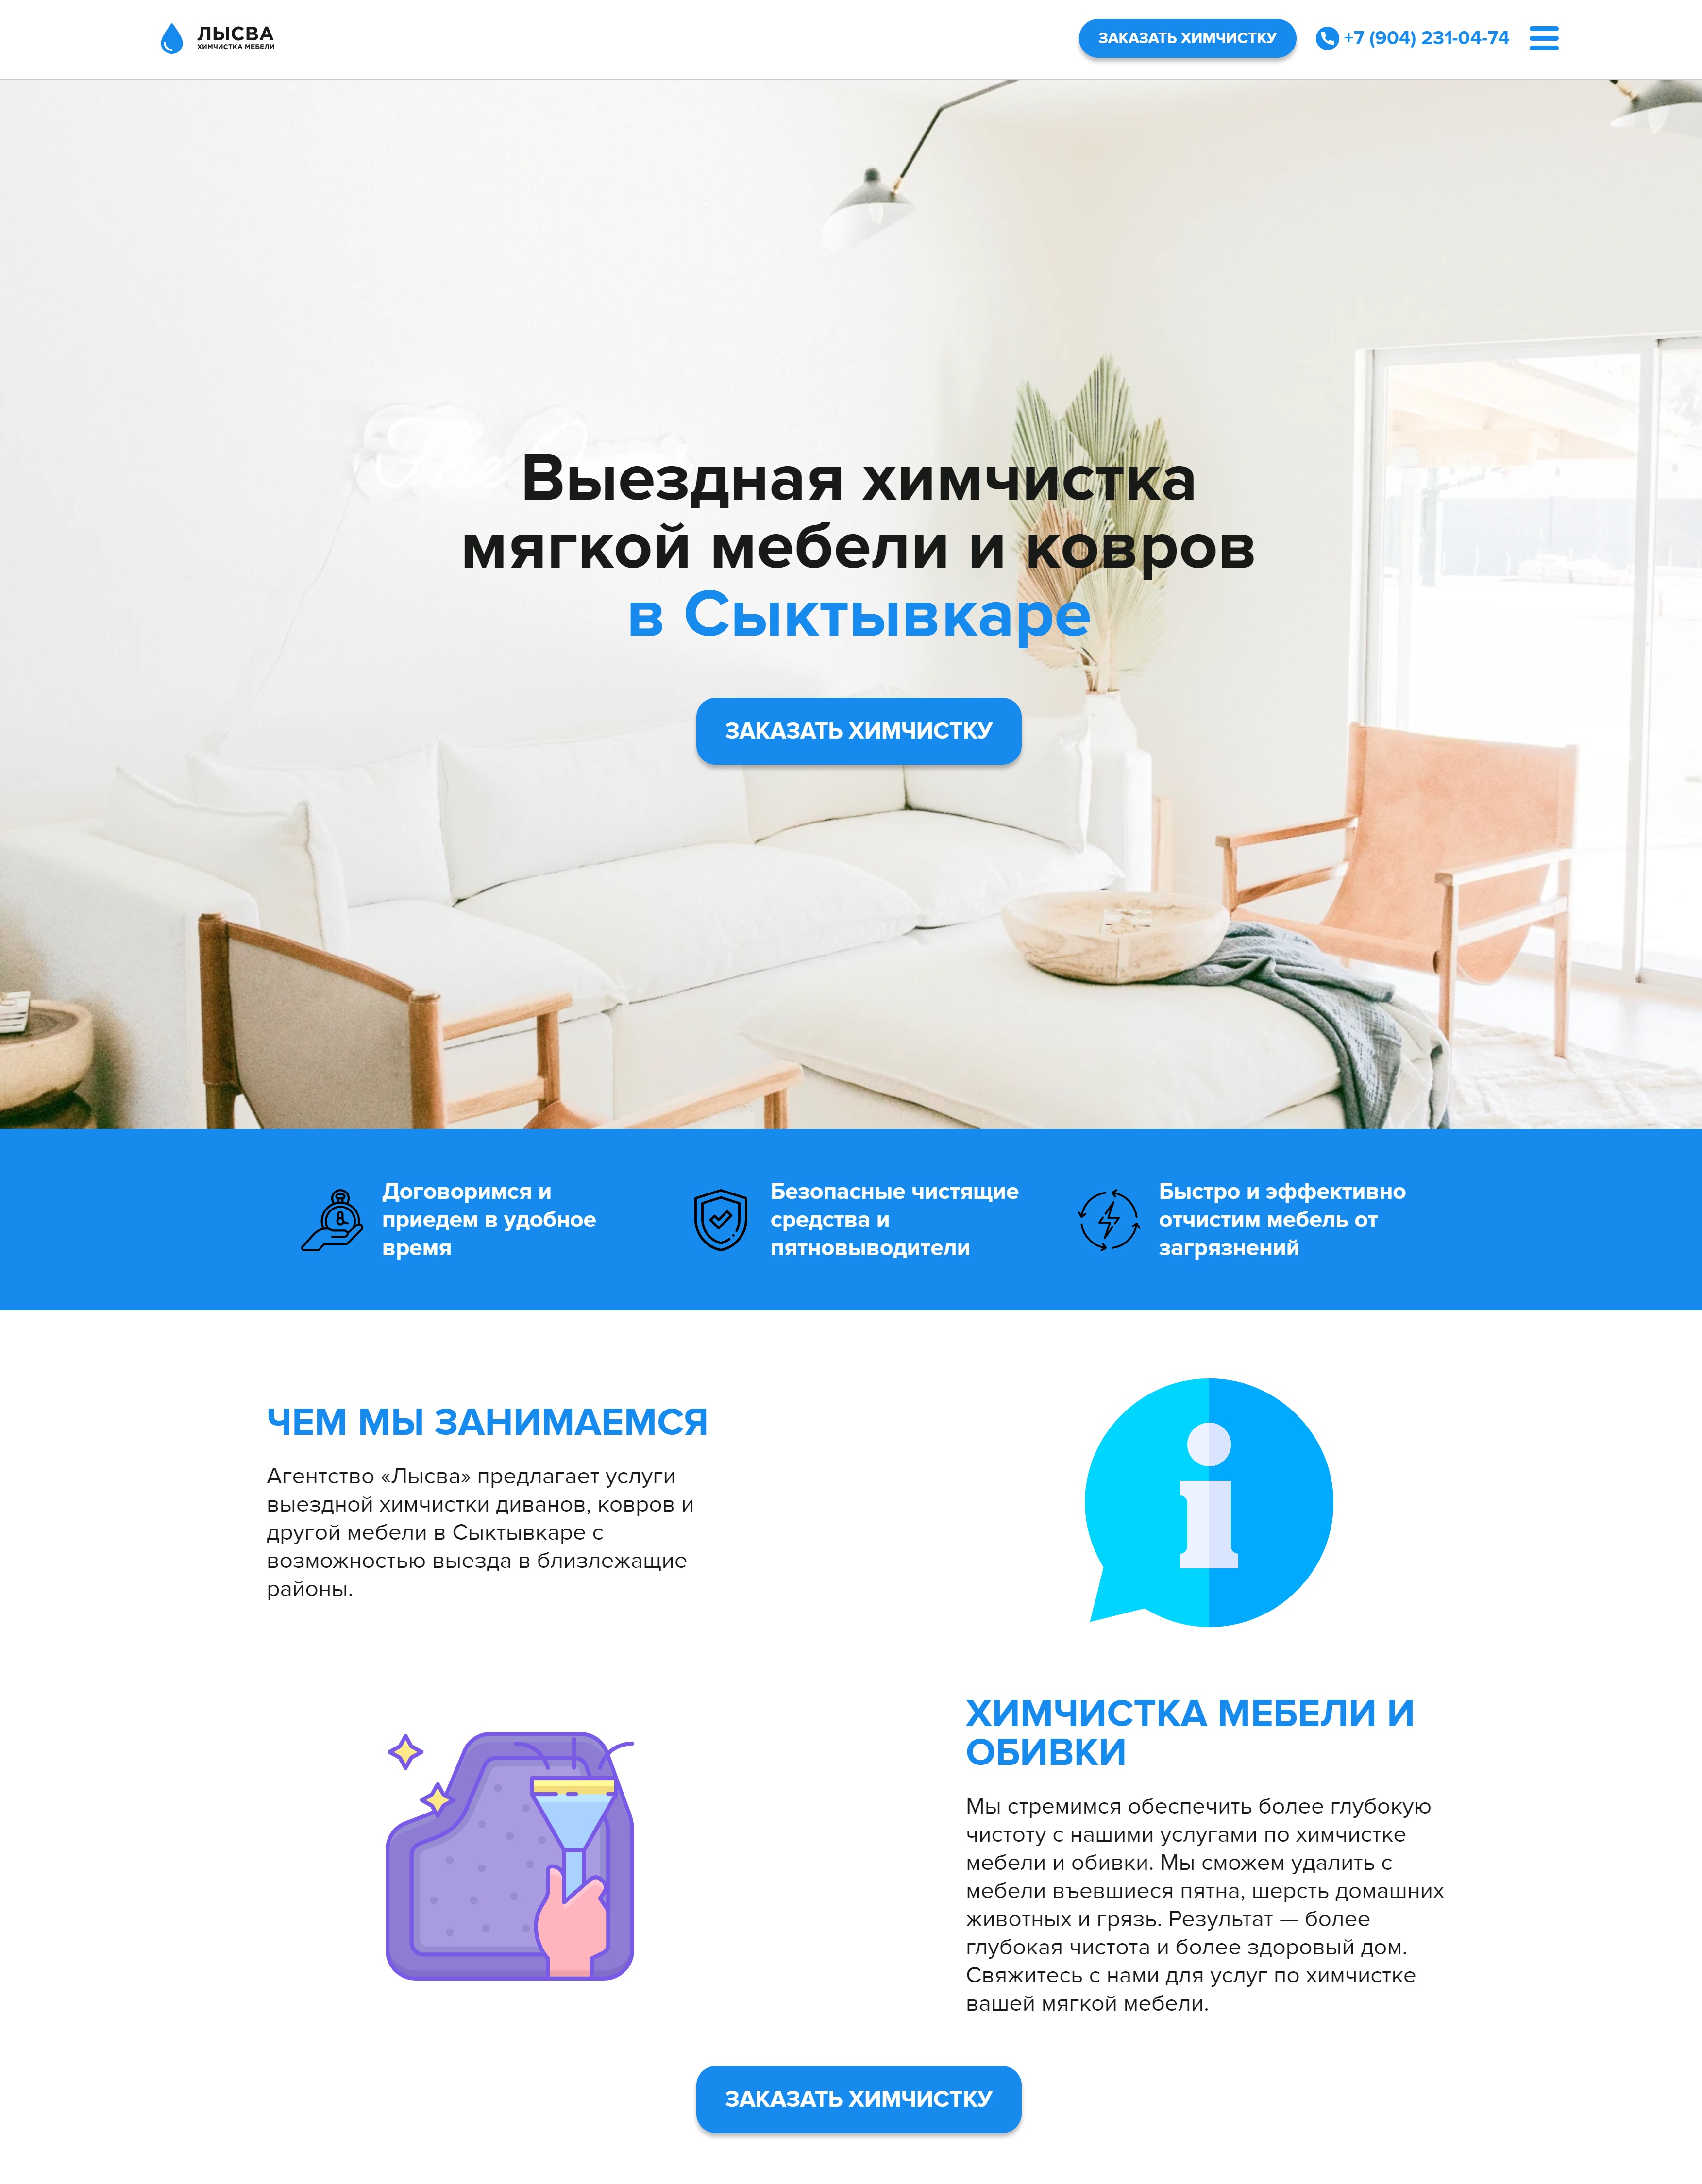 ЛЫСВА
ХИМЧИСТКА МЕБЕЛИ
ЗАКАЗАТЬ ХИМЧИСТКУ
+7 (904) 231-04-74
Выездная химчистка
мягкой мебели и ковров
в Сыктывкаре
ЗАКАЗАТЬ ХИМЧИСТКУ
Договоримся и
приедем в удобное
время
Безопасные чистящие
средства и
пятновыводители
Быстро и эффективно
отчистим мебель от
загрязнений
ЧЕМ МЫ ЗАНИМАЕМСЯ
Агентство «Лысва» предлагает услуги
выездной химчистки диванов, ковров и
другой мебели в Сыктывкаре с
возможностью выезда в близлежащие
районы.
ХИМЧИСТКА МЕБЕЛИ И
ОБИВКИ
Мы стремимся обеспечить более глубокую
чистоту с нашими услугами по химчистке
мебели и обивки. Мы сможем удалить с
мебели въевшиеся пятна, шерсть домашних
животных и грязь. Результат — более
глубокая чистота и более здоровый дом.
Свяжитесь с нами для услуг по химчистке
вашей мягкой мебели.
ЗАКАЗАТЬ ХИМЧИСТКУ